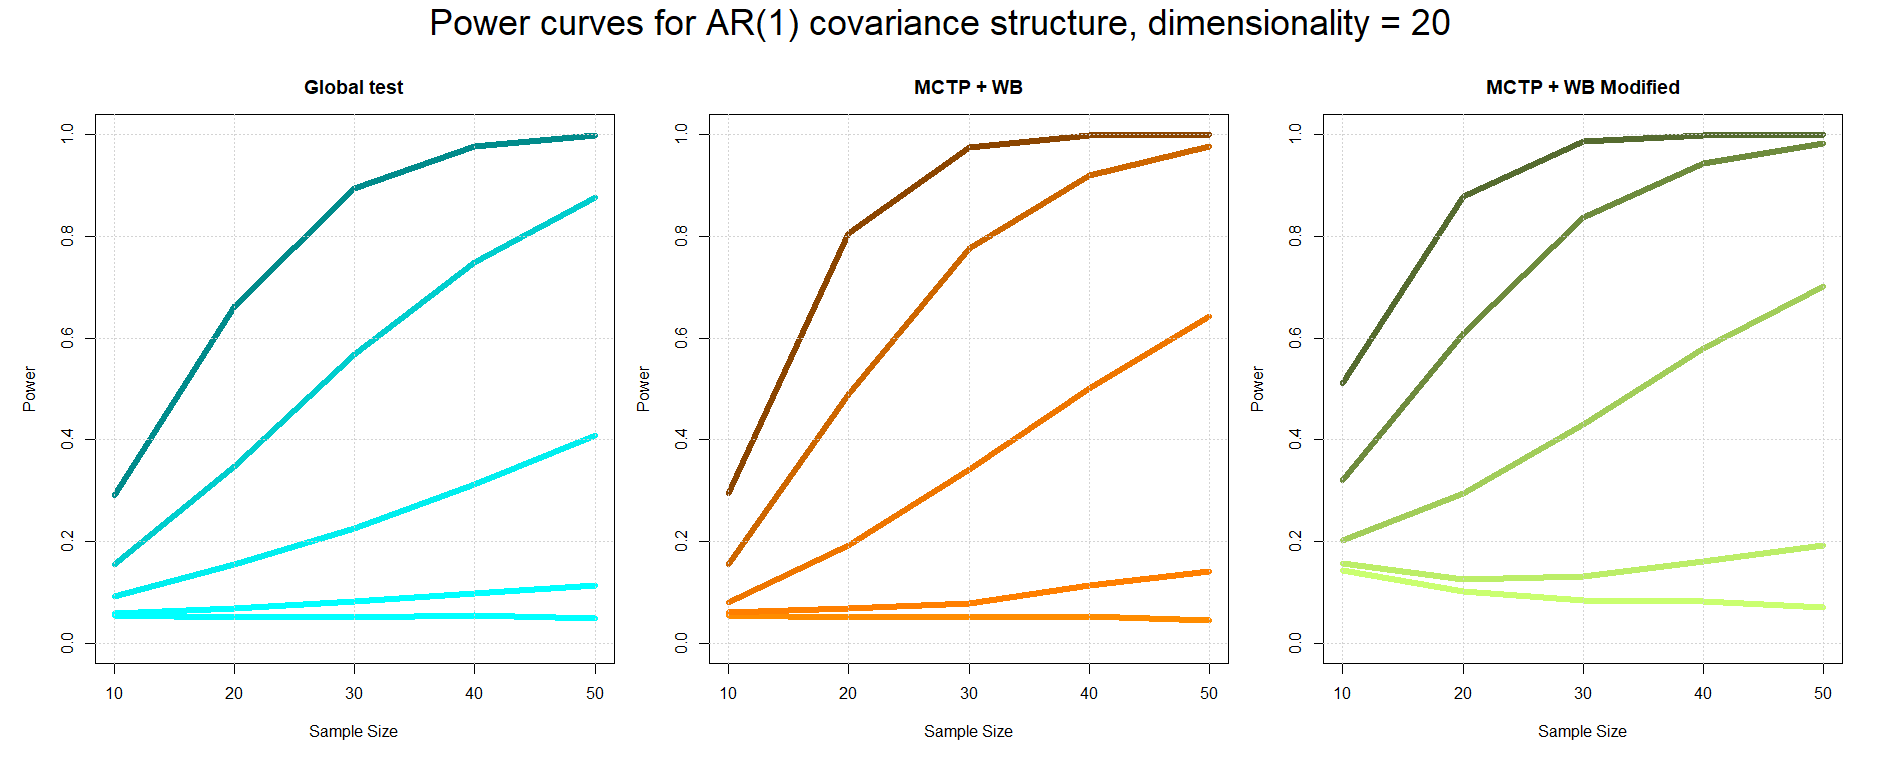 Power curves for AR(1) covariance structure, dimensionality = 20
Global test
1.0
0.8
0.6
0.4
0.2
0.0
Power
10 20 30 40 50
Sample Size
MCTP + WB
1.0
0.8
0.6
0.4
0.2
0.0
Power
10 20 30 40 50
Sample Size
MCTP + WB Modified
1.0
0.8
0.6
0.4
0.2
0.0
Power
10 20 30 40 50
Sample Size